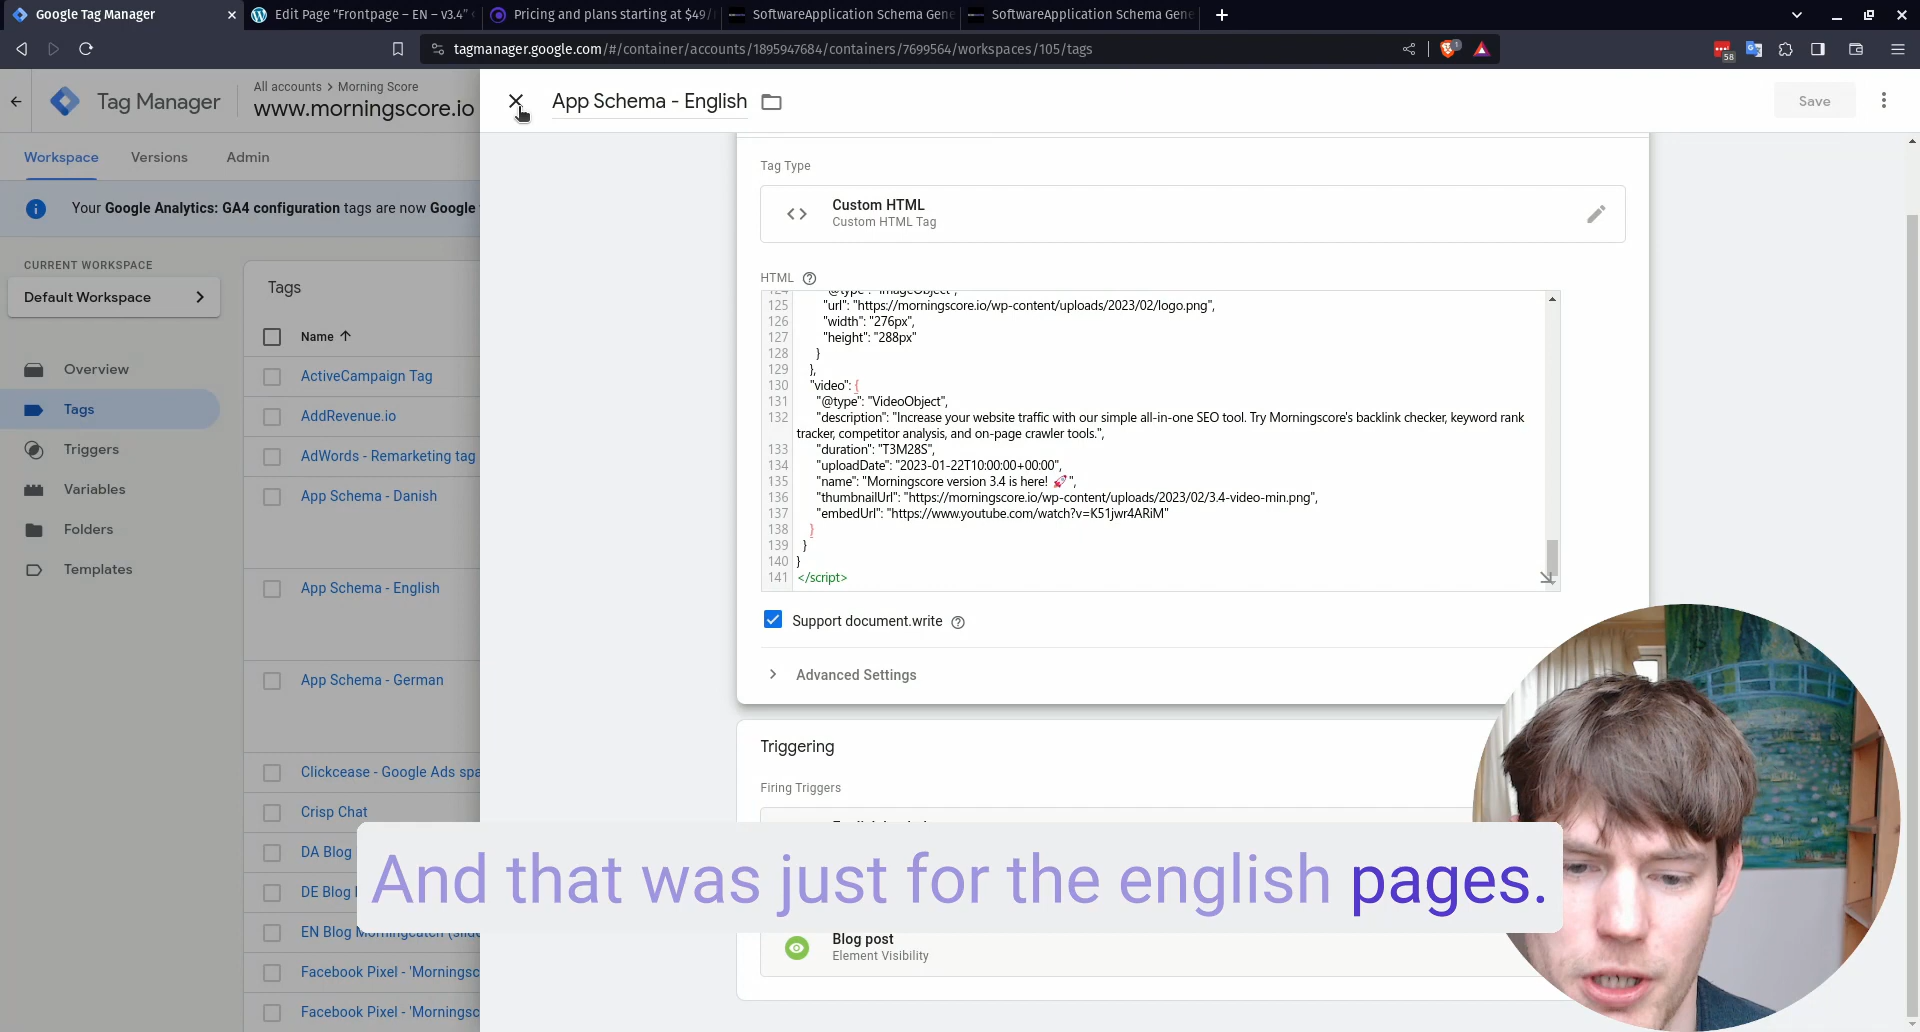 Google Tag Manager
Edit Page “Frontpage – EN – v3.4”
Pricing and plans starting at $49/
SoftwareApplication Schema Gene
SoftwareApplication Schema Gene
tagmanager.google.com/#/container/accounts/1895947684/containers/7699564/workspaces/105/tags
1
58
Tag Manager
All accounts > Morning Score
www.morningscore.io
App Schema - English
Save
Workspace
Versions
Admin
Your Google Analytics: GA4 configuration tags are now Google
CURRENT WORKSPACE
Default Workspace
Overview
Tags
Triggers
Variables
Folders
Templates
Tags
Name
ActiveCampaign Tag
AddRevenue.io
AdWords - Remarketing tag
App Schema - Danish
App Schema - English
App Schema - German
Clickcease - Google Ads spa
Crisp Chat
DA Blog
DE Blog
EN Blog Morningcatch (slide
Facebook Pixel - 'Morningsc
Facebook Pixel - 'Morningsc
Tag Type
Custom HTML
Custom HTML Tag
HTML
124 "@type": "ImageObject",
125 "url": "https://morningscore.io/wp-content/uploads/2023/02/logo.png",
126 "width": "276px",
127 "height": "288px"
128 }
129 },
130 "video": {
131 "@type": "VideoObject",
132 "description": "Increase your website traffic with our simple all-in-one SEO tool. Try Morningscore's backlink checker, keyword rank
tracker, competitor analysis, and on-page crawler tools.",
133 "duration": "T3M28S",
134 "uploadDate": "2023-01-22T10:00:00+00:00",
135 "name": "Morningscore version 3.4 is here! 🚀",
136 "thumbnailUrl": "https://morningscore.io/wp-content/uploads/2023/02/3.4-video-min.png",
137 "embedUrl": "https://www.youtube.com/watch?v=K51jwr4ARiM"
138 }
139 }
140 }
141 </script>
Support document.write
Advanced Settings
Triggering
Firing Triggers
And that was just for the english pages.
Blog post
Element Visibility